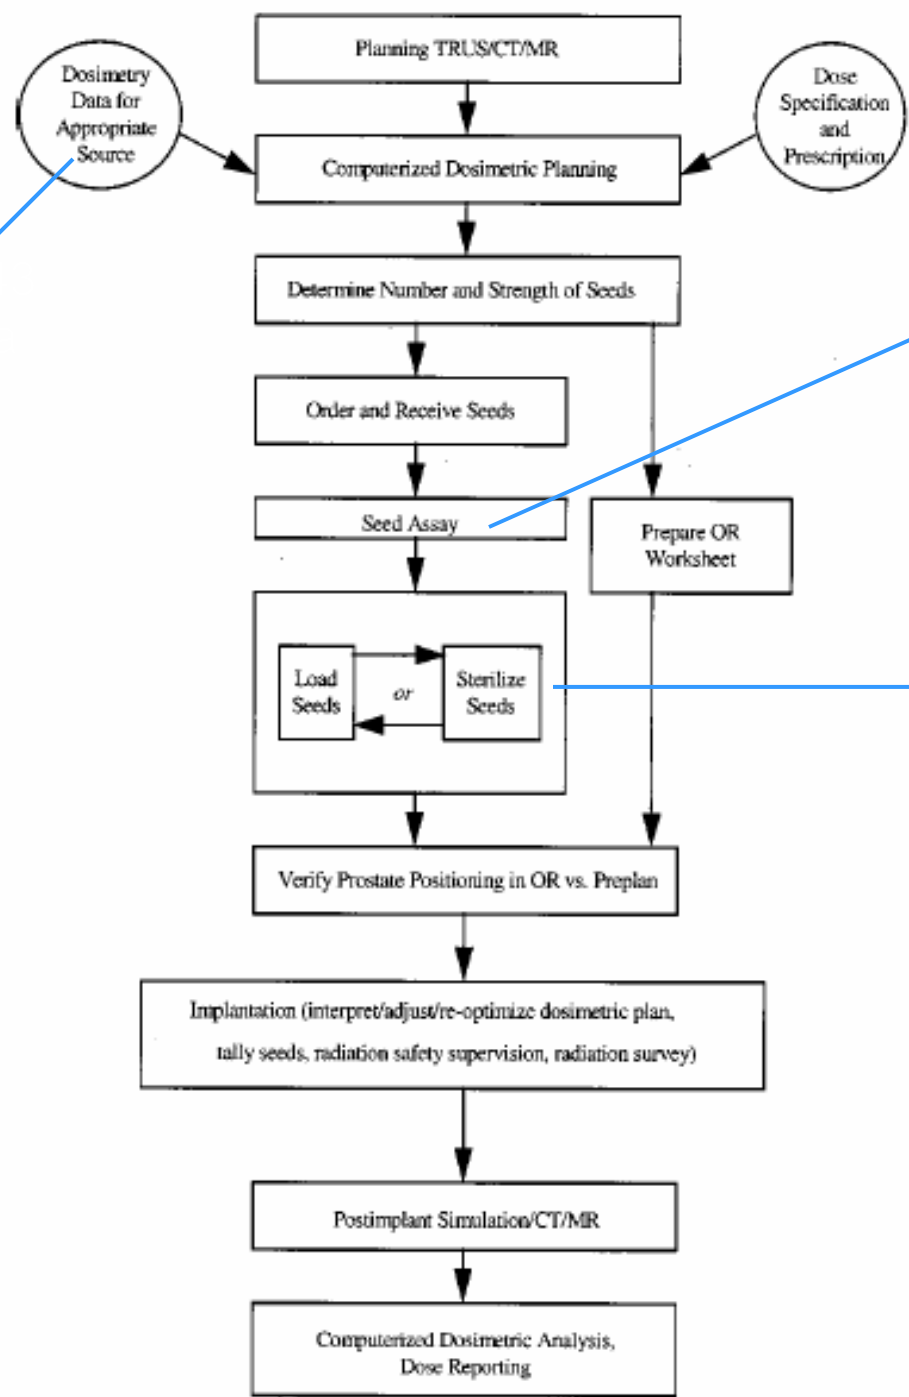 Planning TRUS/CT/MR
Dosimetry
Data for
Appropriate
Source
Dose
Specification
and
Prescription
Computerized Dosimetric Planning
Determine Number and Strength of Seeds
Order and Receive Seeds
Seed Assay
Prepare OR
Worksheet
Load
Seeds
or
Sterilize
Seeds
Verify Prostate Positioning in OR vs. Preplan
Implantation (interpret/adjust/re-optimize dosimetric plan,
tally seeds, radiation safety supervision, radiation survey)
Postimplant Simulation/CT/MR
Computerized Dosimetric Analysis,
Dose Reporting